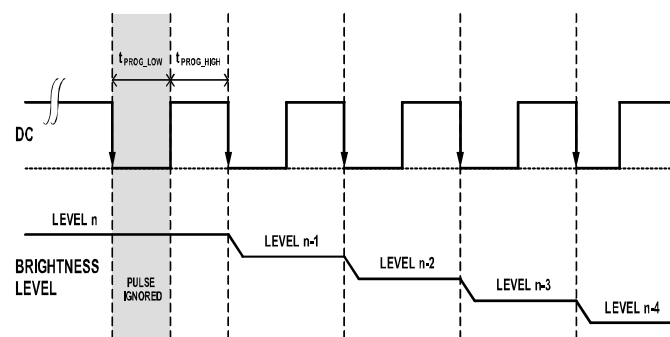 tPROG_LOW tPROG_HIGH
DC
LEVEL n
LEVEL n-1
LEVEL n-2
LEVEL n-3
LEVEL n-4
BRIGHTNESS
LEVEL
PULSE
IGNORED